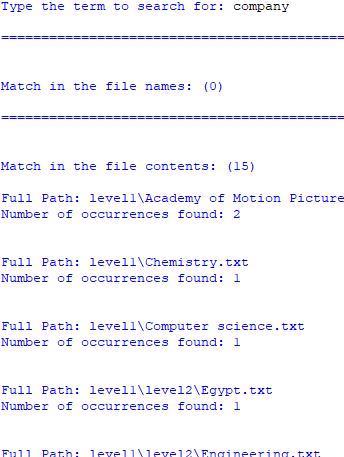 Type the term to search for: company
===========================================
Match in the file names: (0)
===========================================
Match in the file contents: (15)
Full Path: level1\Academy of Motion Picture
Number of occurrences found: 2
Full Path: level1\Chemistry.txt
Number of occurrences found: 1
Full Path: level1\Computer science.txt
Number of occurrences found: 1
Full Path: level1\level2\Egypt.txt
Number of occurrences found: 1
Full Path: level1\level2\Engineering.txt